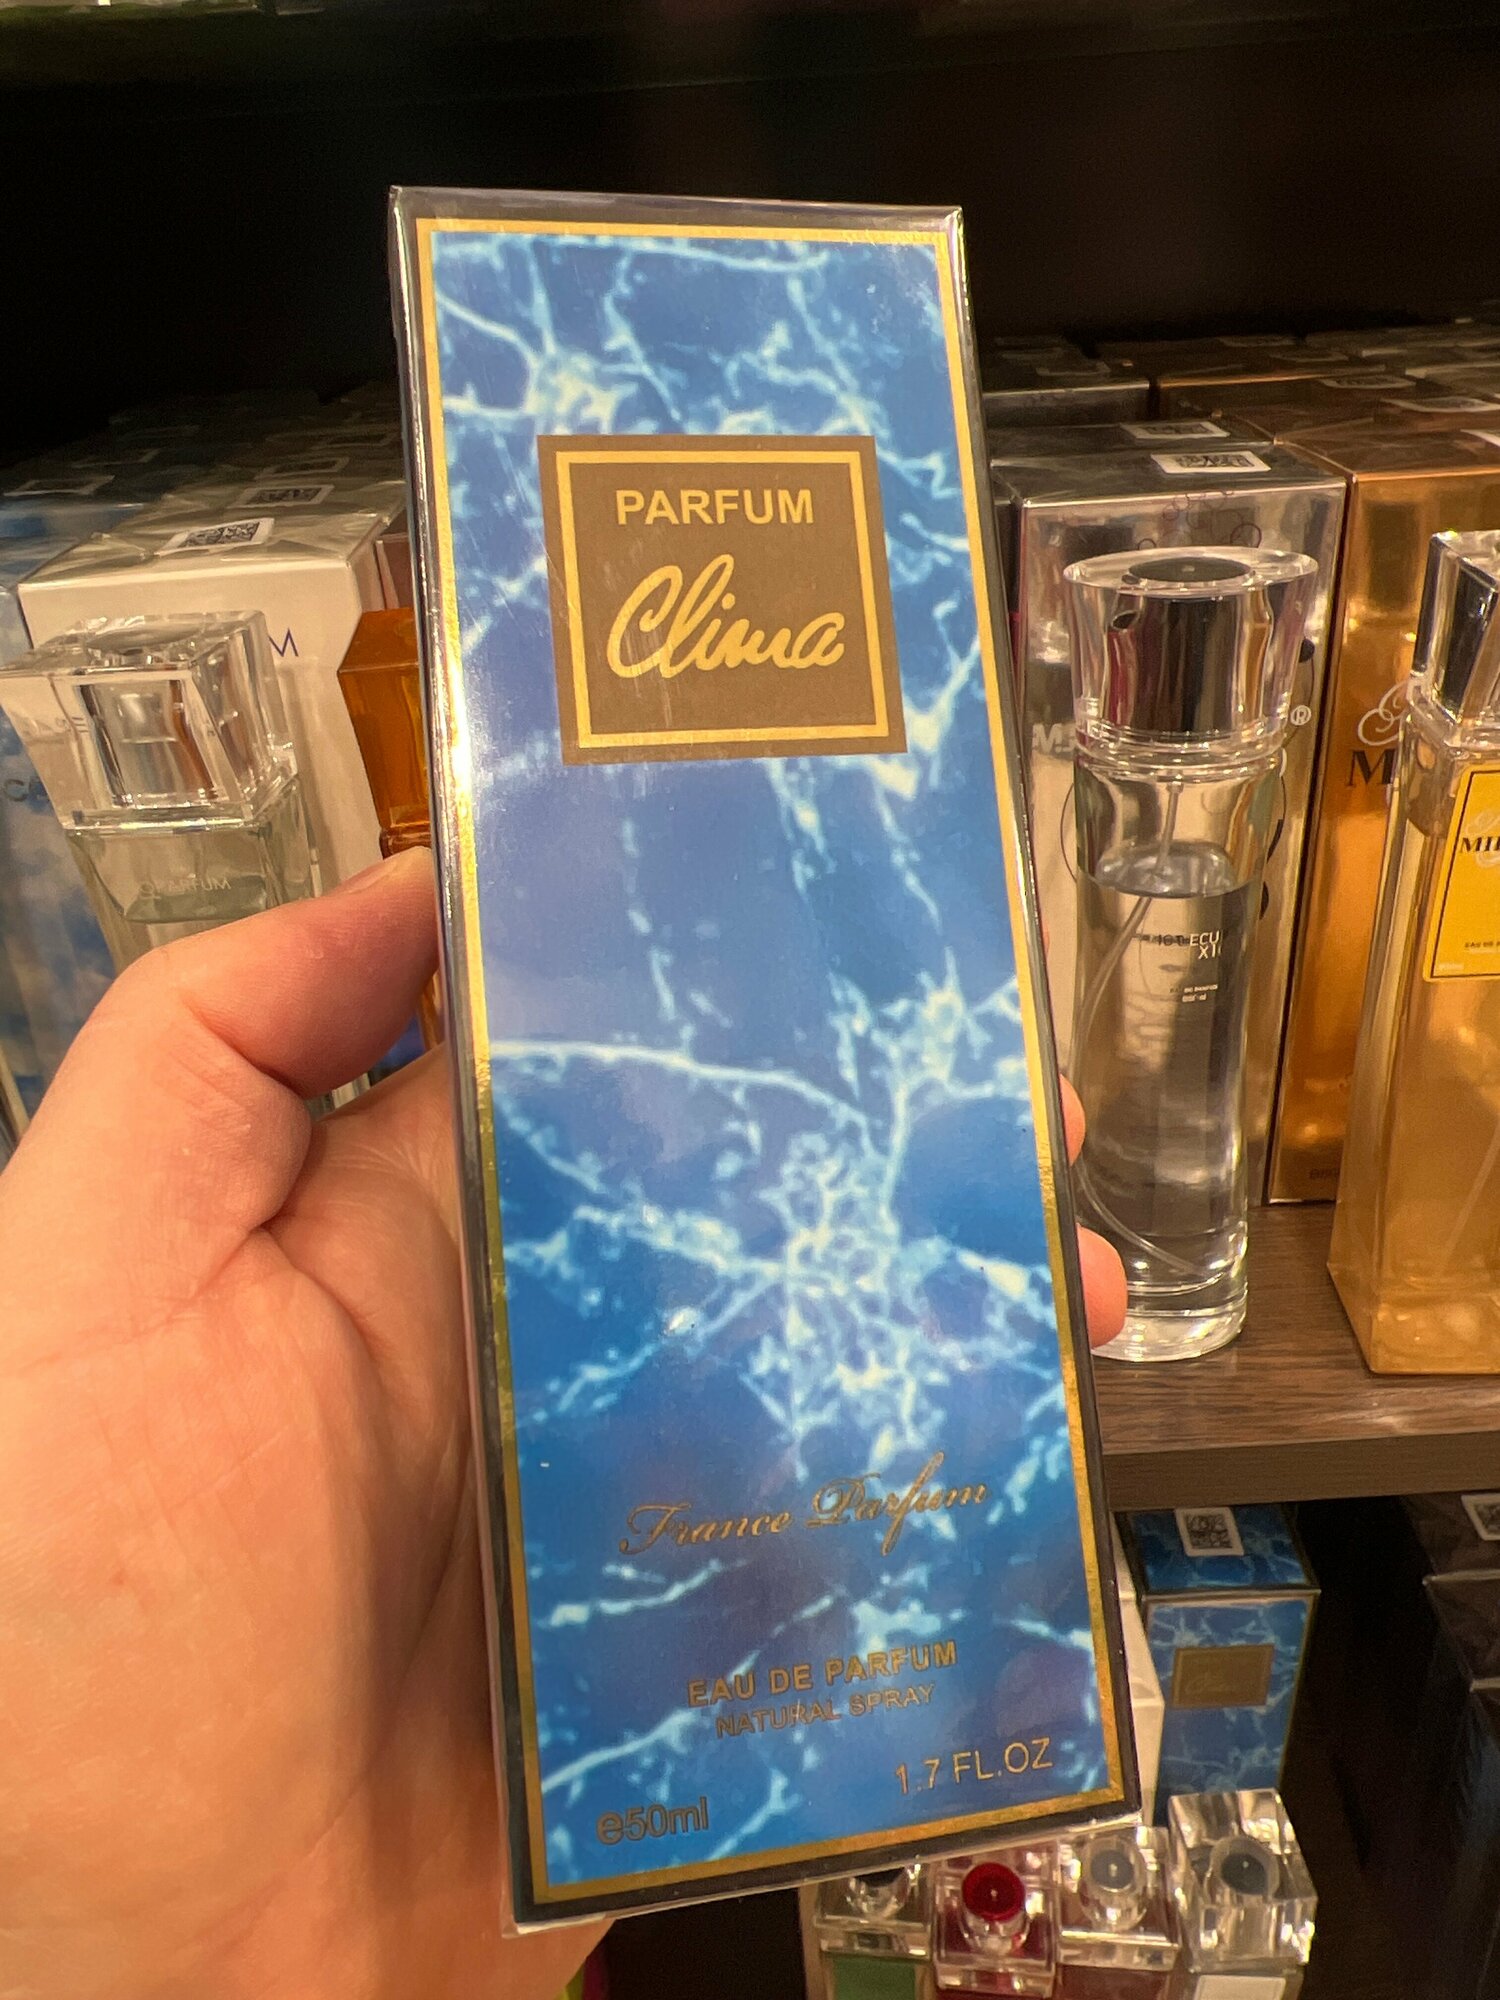 PARFUM
Clima
France Parfum
EAU DE PARFUM
NATURAL SPRAY
1.7 FL.OZ
e50ml